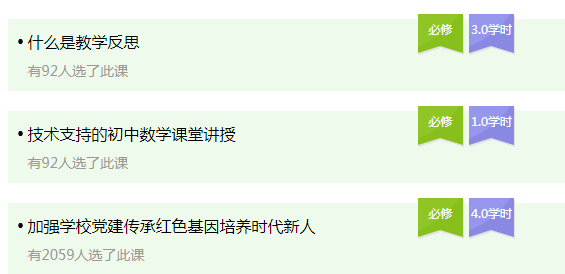 • 什么是教学反思 必修 3.0学时
有92人选了此课
• 技术支持的初中数学课堂讲授 必修 1.0学时
有92人选了此课
• 加强学校党建传承红色基因培养时代新人 必修 4.0学时
有2059人选了此课